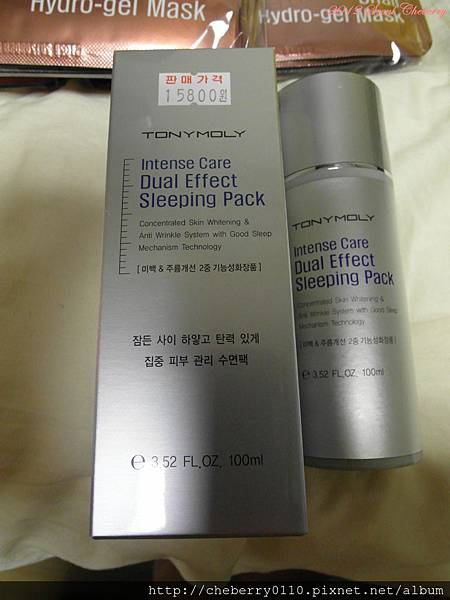 Hydro-gel Mask
Hydro-gel Mask
판매가격
15800원
TONYMOLY
Intense Care
Dual Effect
Sleeping Pack
Concentrated Skin Whitening &
Anti Wrinkle System with Good Sleep
Mechanism Technology
[ 미백 & 주름개선 2중 기능성화장품 ]
잠든 사이 하얗고 탄력 있게
집중 피부 관리 수면팩
e 3.52 FL.OZ. 100ml
TONYMOLY
Intense Care
Dual Effect
Sleeping Pack
Concentrated Skin Whitening &
Anti Wrinkle System with Good Sleep
Mechanism Technology
[ 미백 & 주름개선 2중 기능성화장품 ]
e 3.52 FL.OZ. 100ml
http://cheberry0110.pixnet.net/album